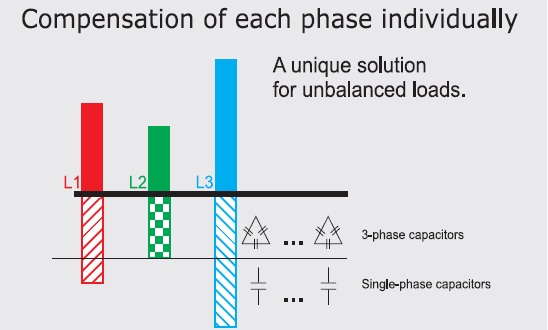 Compensation of each phase individually
A unique solution
for unbalanced loads.
L1
L2
L3
...
3-phase capacitors
...
Single-phase capacitors